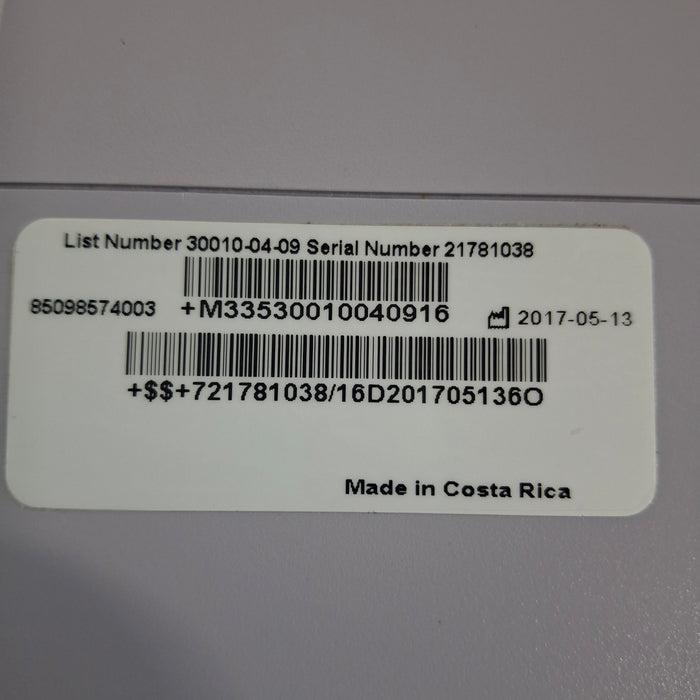 List Number 30010-04-09 Serial Number 21781038
85098574003 +M33530010040916 2017-05-13
+$$+721781038/16D201705136O
Made in Costa Rica